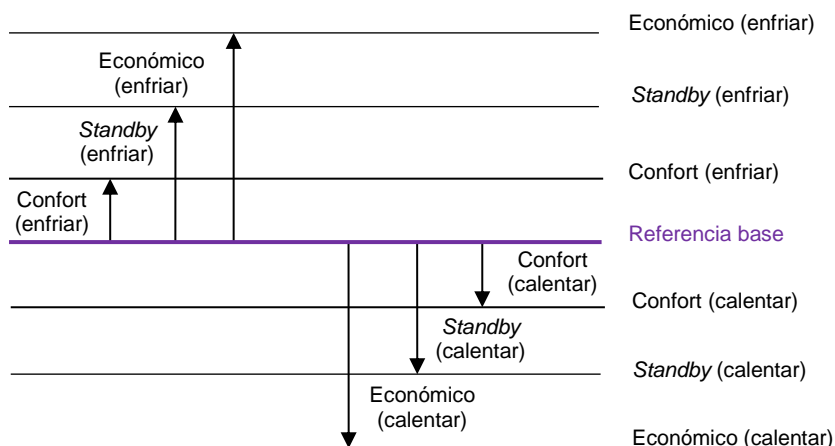 Económico (enfriar)
Económico
(enfriar)
Standby (enfriar)
Standby
(enfriar)
Confort (enfriar)
Confort
(enfriar)
Referencia base
Confort
(calentar)
Confort (calentar)
Standby
(calentar)
Standby (calentar)
Económico
(calentar)
Económico (calentar)